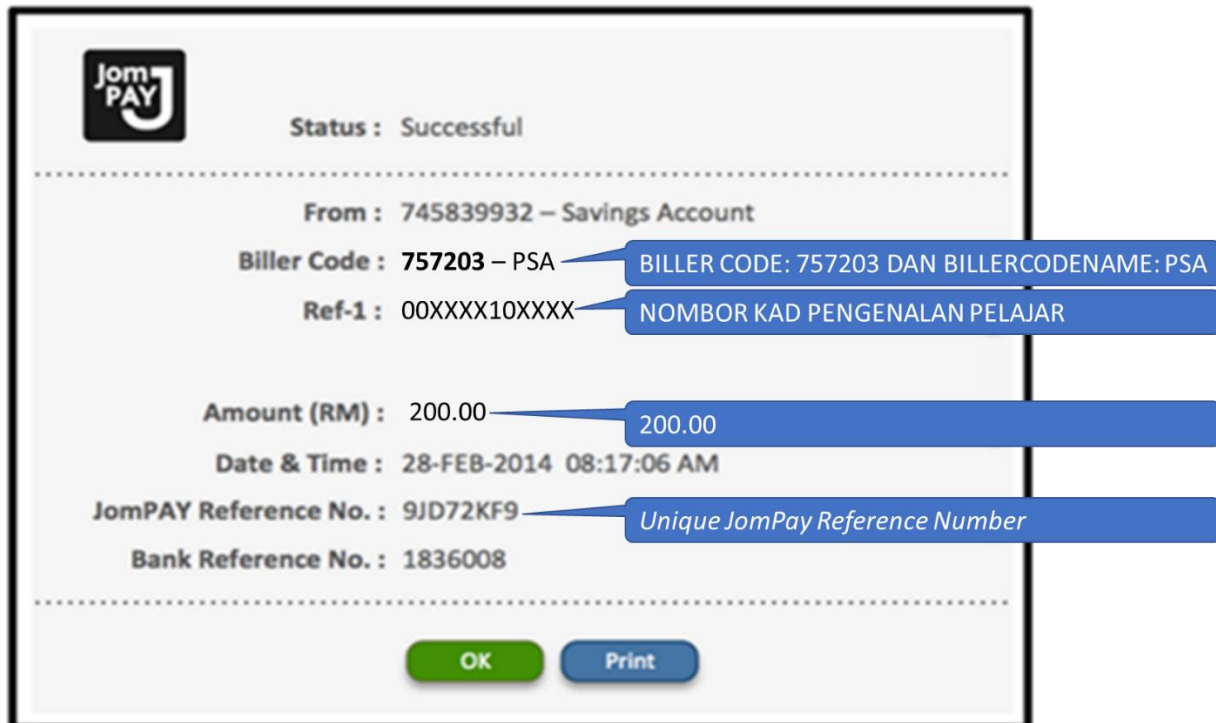 Jom
PAY
Status : Successful
From : 745839932 – Savings Account
Biller Code : 757203 – PSA
BILLER CODE: 757203 DAN BILLERCODENAME: PSA
Ref-1 : 00XXXX10XXXX
NOMBOR KAD PENGENALAN PELAJAR
Amount (RM) : 200.00
200.00
Date & Time : 28-FEB-2014 08:17:06 AM
JomPAY Reference No. : 9JD72KF9
Unique JomPay Reference Number
Bank Reference No. : 1836008
OK Print